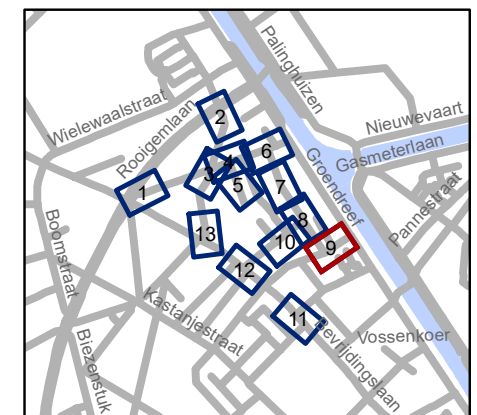 Palinghuizen
Wielewaalstraat
Rooigemlaan
Nieuwevaart
Gasmeterlaan
Groendreef
Pannestraat
Boomstraat
Kastanjestraat
Biezenstuk
Bevrijdingslaan
Vossenkoer
1
2
3
4
5
6
7
8
9
10
11
12
13